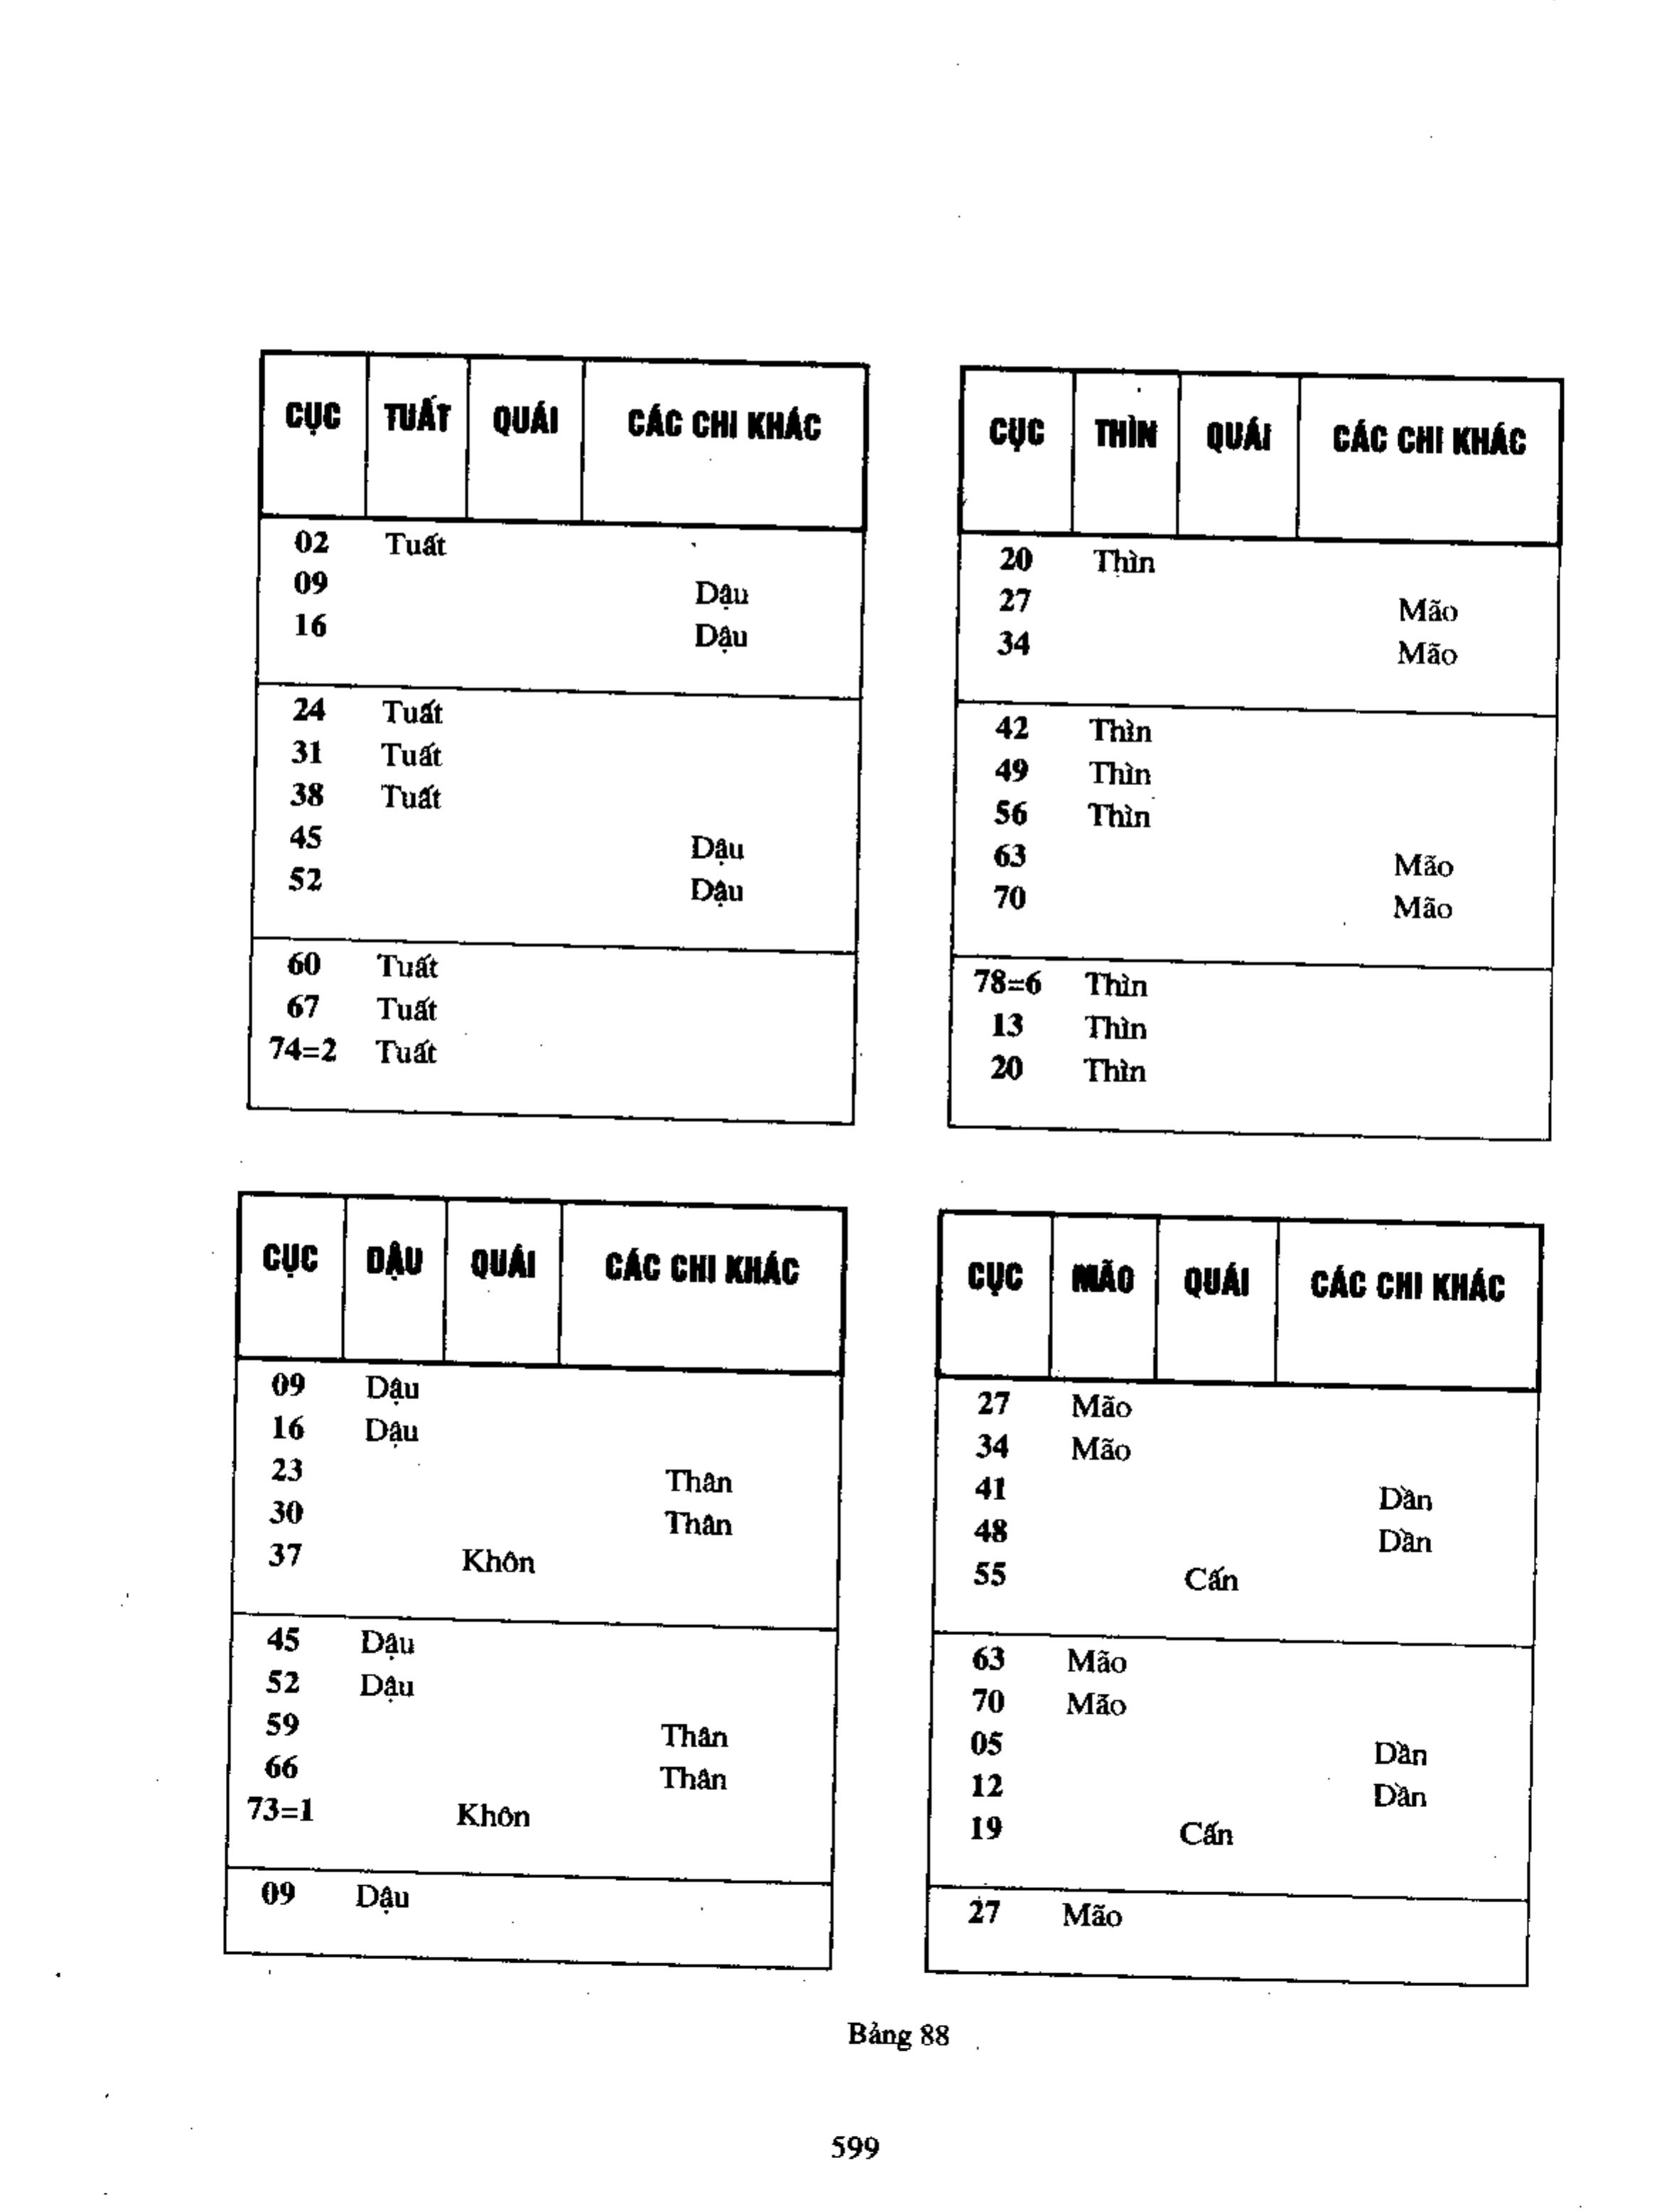 CỤC TUẤT QUÁI CÁC CHI KHÁC
02 Tuất
09 Dậu
16 Dậu
24 Tuất
31 Tuất
38 Tuất
45 Dậu
52 Dậu
60 Tuất
67 Tuất
74=2 Tuất
CỤC THÌN QUÁI CÁC CHI KHÁC
20 Thìn
27 Mão
34 Mão
42 Thìn
49 Thìn
56 Thìn
63 Mão
70 Mão
78=6 Thìn
13 Thìn
20 Thìn
CỤC DẬU QUÁI CÁC CHI KHÁC
09 Dậu
16 Dậu
23 Thân
30 Thân
37 Khôn
45 Dậu
52 Dậu
59 Thân
66 Thân
73=1 Khôn
09 Dậu
CỤC MÃO QUÁI CÁC CHI KHÁC
27 Mão
34 Mão
41 Dần
48 Dần
55 Cấn
63 Mão
70 Mão
05 Dần
12 Dần
19 Cấn
27 Mão
Bảng 88
599